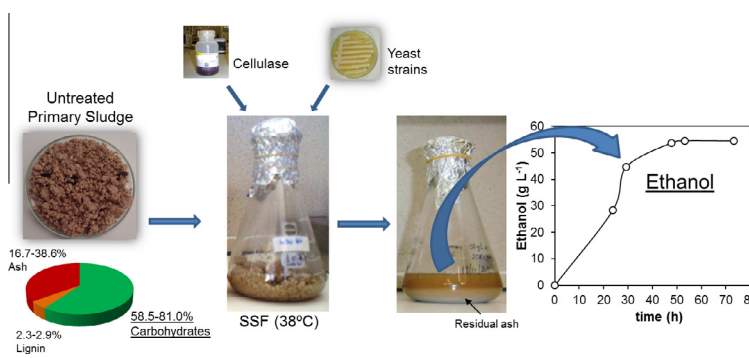 Cellulase
Yeast
strains
Untreated
Primary Sludge
16.7-38.6%
Ash
2.3-2.9%
Lignin
58.5-81.0%
Carbohydrates
SSF (38ºC)
Residual ash
Ethanol (g L⁻¹)
60
50
40
30
20
10
0
Ethanol
0 10 20 30 40 50 60 70 80
time (h)